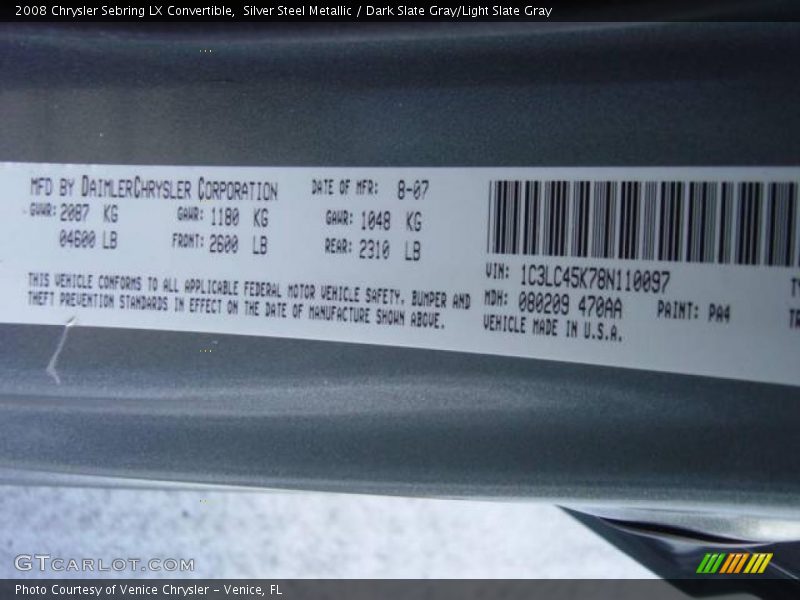 2008 Chrysler Sebring LX Convertible,  Silver Steel Metallic / Dark Slate Gray/Light Slate Gray
MFD BY DAIMLERCHRYSLER CORPORATION DATE OF MFR: 8-07
GVWR: 2087 KG GAWR: 1180 KG GAWR: 1048 KG
04600 LB FRONT: 2600 LB REAR: 2310 LB
THIS VEHICLE CONFORMS TO ALL APPLICABLE FEDERAL MOTOR VEHICLE SAFETY, BUMPER AND
THEFT PREVENTION STANDARDS IN EFFECT ON THE DATE OF MANUFACTURE SHOWN ABOVE.
VIN: 1C3LC45K78N110097
MDH: 080209 470AA PAINT: PA4
VEHICLE MADE IN U.S.A.
GTCARLOT.COM
Photo Courtesy of Venice Chrysler - Venice, FL